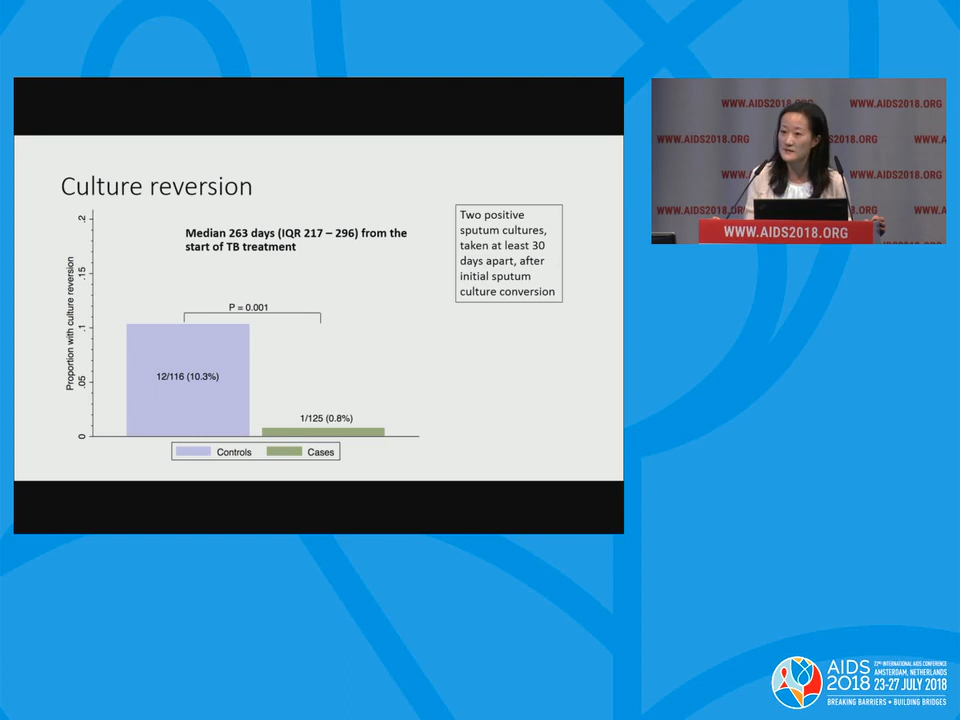 Culture reversion
Median 263 days (IQR 217 – 296) from the
start of TB treatment
Two positive
sputum cultures,
taken at least 30
days apart, after
initial sputum
culture conversion
Proportion with culture reversion
.2
.15
.1
.05
0
P = 0.001
12/116 (10.3%)
1/125 (0.8%)
Controls
Cases
WWW.AIDS2018.ORG
WWW.AIDS2018.ORG
WWW.AIDS2018.ORG
S2018.ORG
WWW.A
WWW.A
WWW.AIDS2018.ORG
WWW.A
WWW.AIDS2018.ORG
WWW.AIDS2018.ORG
AIDS
2018
22ND INTERNATIONAL AIDS CONFERENCE
AMSTERDAM, NETHERLANDS
23-27 JULY 2018
BREAKING BARRIERS • BUILDING BRIDGES